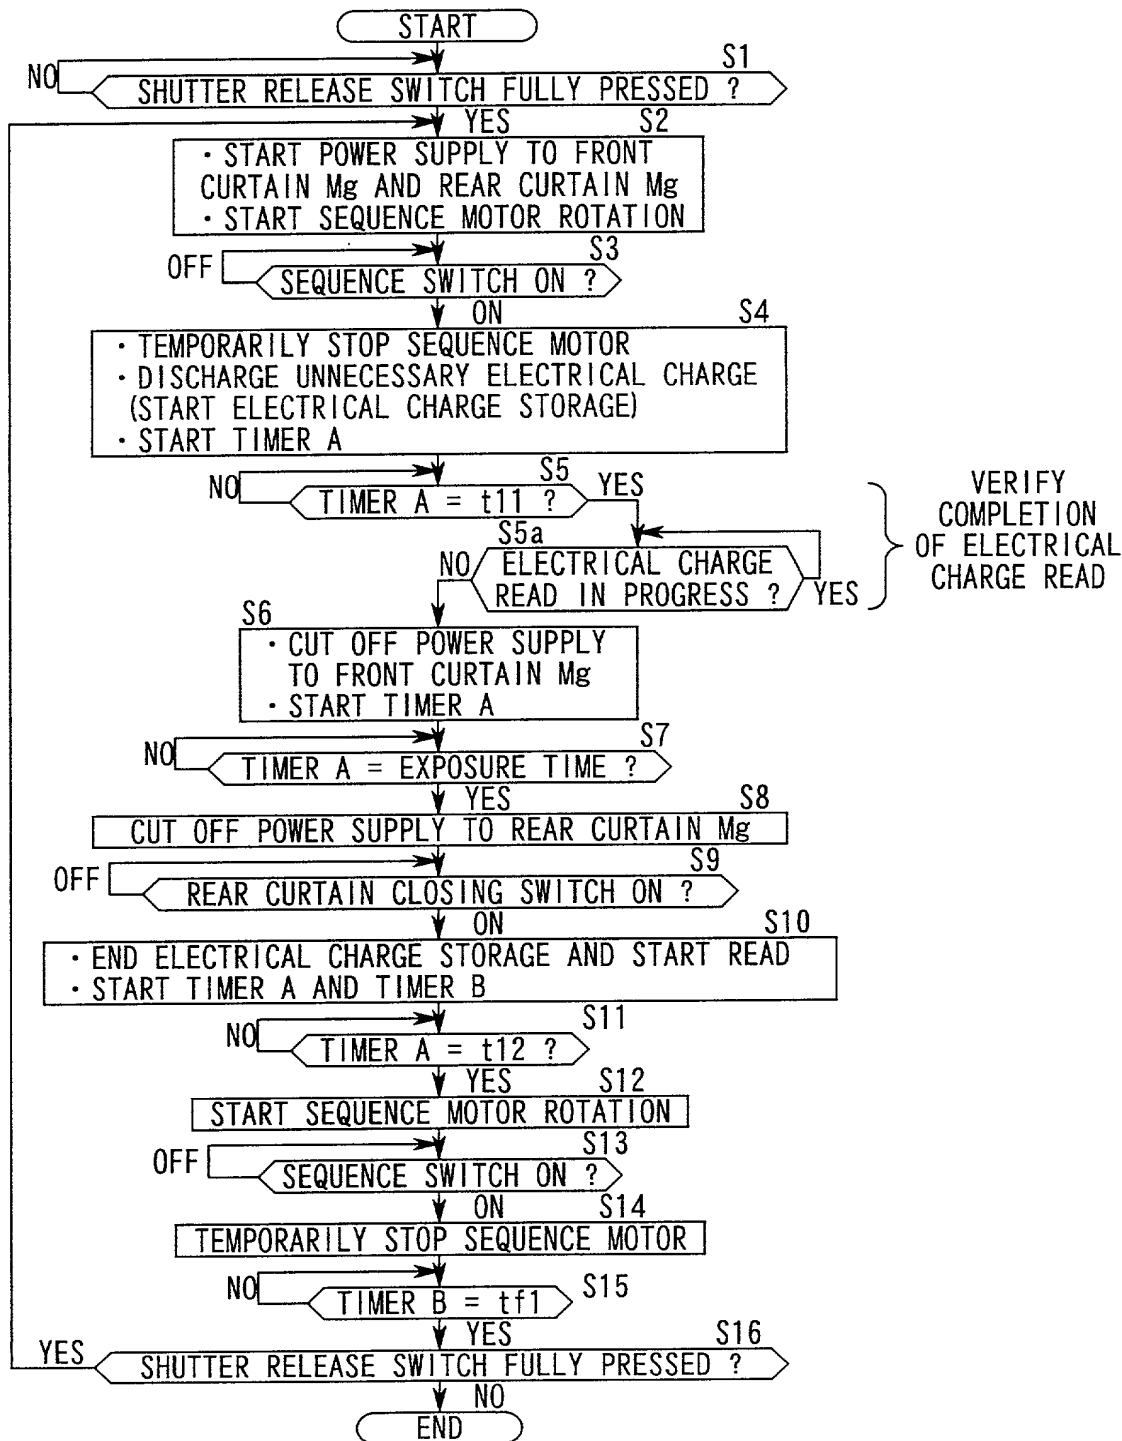 START
S1
NO
SHUTTER RELEASE SWITCH FULLY PRESSED ?
YES
S2
· START POWER SUPPLY TO FRONT
CURTAIN Mg AND REAR CURTAIN Mg
· START SEQUENCE MOTOR ROTATION
S3
OFF
SEQUENCE SWITCH ON ?
ON
S4
· TEMPORARILY STOP SEQUENCE MOTOR
· DISCHARGE UNNECESSARY ELECTRICAL CHARGE
(START ELECTRICAL CHARGE STORAGE)
· START TIMER A
S5
NO
TIMER A = t11 ?
YES
S5a
NO
ELECTRICAL CHARGE
READ IN PROGRESS ?
YES
VERIFY
COMPLETION
OF ELECTRICAL
CHARGE READ
S6
· CUT OFF POWER SUPPLY
TO FRONT CURTAIN Mg
· START TIMER A
S7
NO
TIMER A = EXPOSURE TIME ?
YES
S8
CUT OFF POWER SUPPLY TO REAR CURTAIN Mg
S9
OFF
REAR CURTAIN CLOSING SWITCH ON ?
ON
S10
· END ELECTRICAL CHARGE STORAGE AND START READ
· START TIMER A AND TIMER B
S11
NO
TIMER A = t12 ?
YES
S12
START SEQUENCE MOTOR ROTATION
S13
OFF
SEQUENCE SWITCH ON ?
ON
S14
TEMPORARILY STOP SEQUENCE MOTOR
NO
S15
TIMER B = tf1
YES
S16
YES
SHUTTER RELEASE SWITCH FULLY PRESSED ?
NO
END